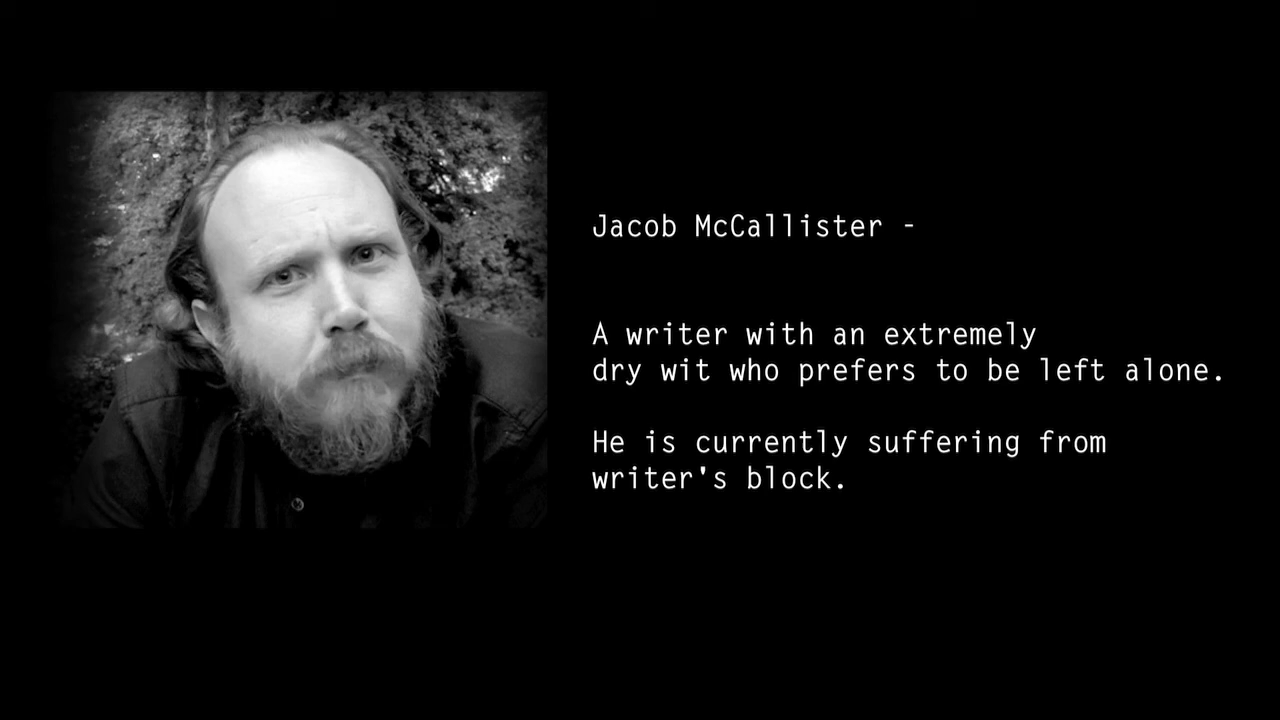 Jacob McCallister -
A writer with an extremely
dry wit who prefers to be left alone.
He is currently suffering from
writer's block.